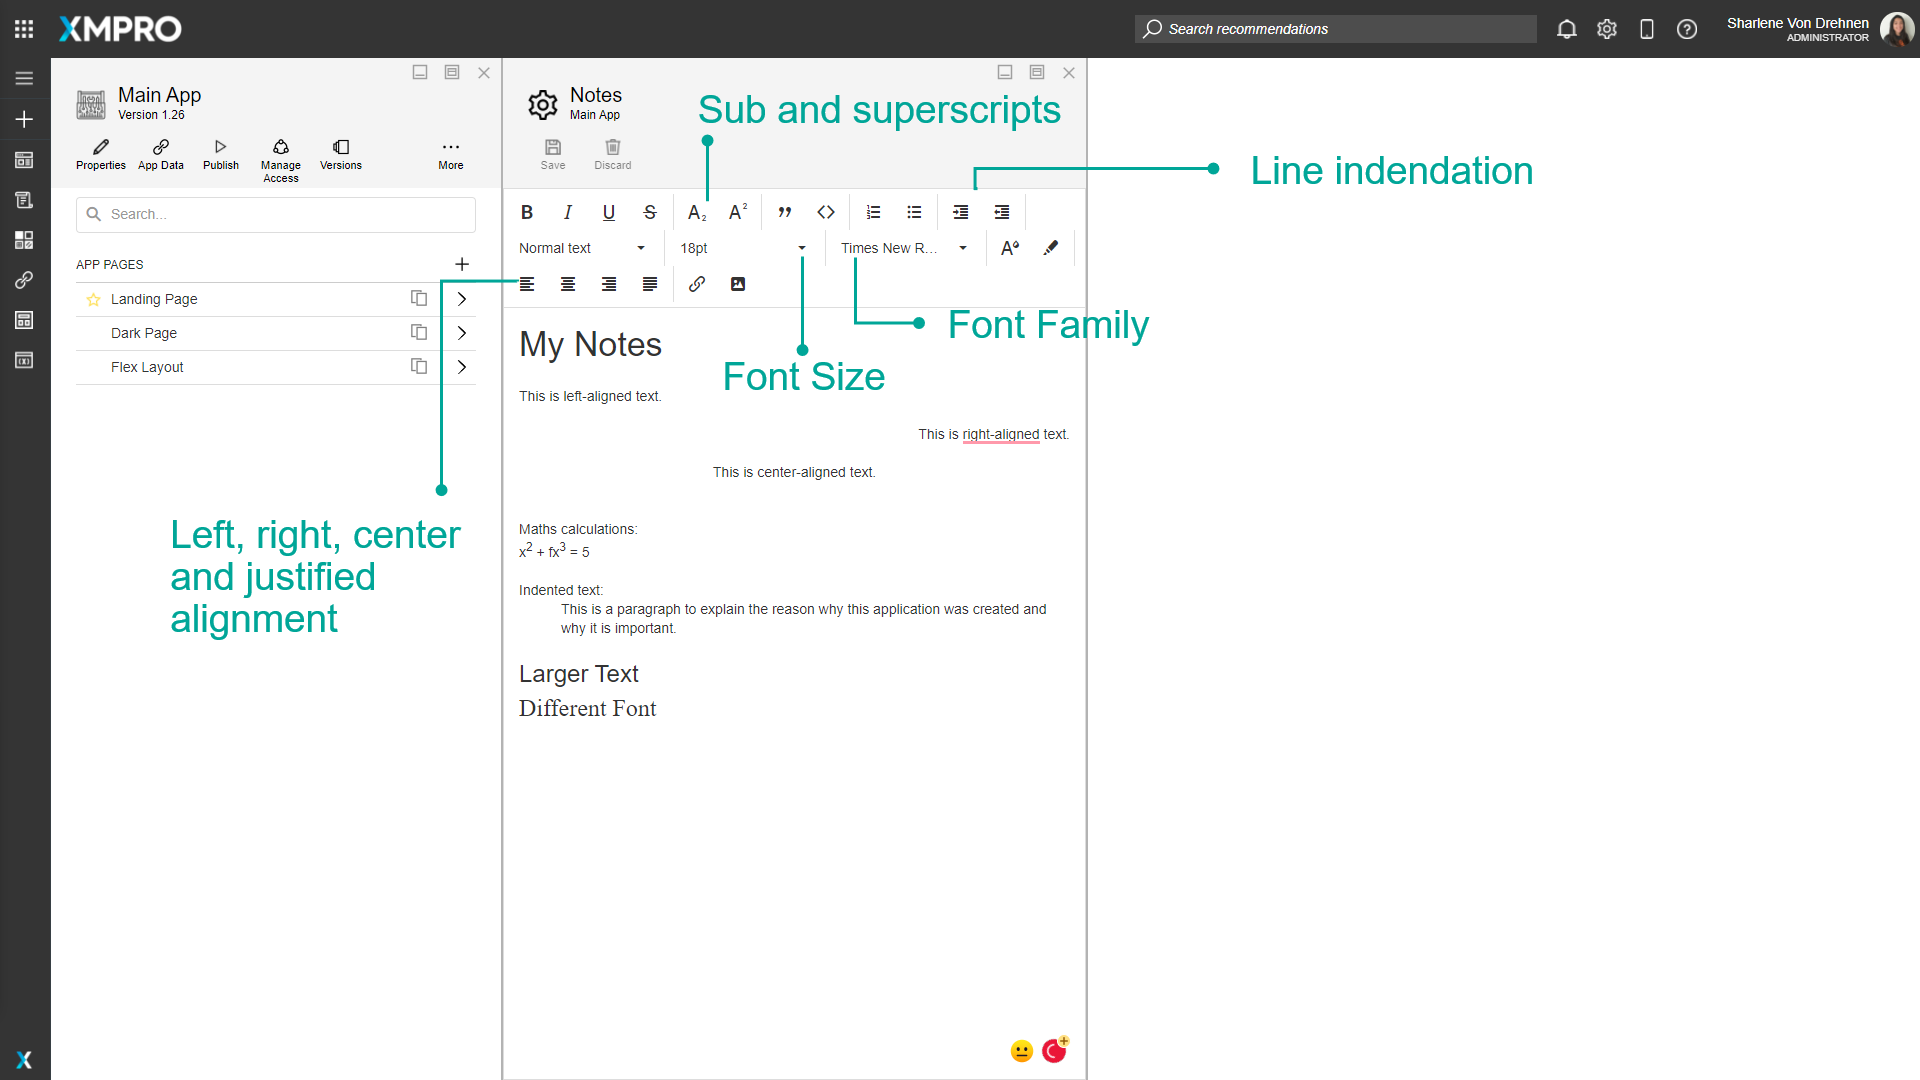 XMPRO
Search recommendations
Sharlene Von Drehnen
ADMINISTRATOR
Main App
Version 1.26
Properties
App Data
Publish
Manage
Access
Versions
More
Search...
APP PAGES
Landing Page
Dark Page
Flex Layout
Left, right, center
and justified
alignment
Notes
Main App
Save
Discard
Sub and superscripts
Line indendation
Normal text
18pt
Times New R...
Font Family
Font Size
My Notes
This is left-aligned text.
This is right-aligned text.
This is center-aligned text.
Maths calculations:
x² + fx³ = 5
Indented text:
This is a paragraph to explain the reason why this application was created and
why it is important.
Larger Text
Different Font